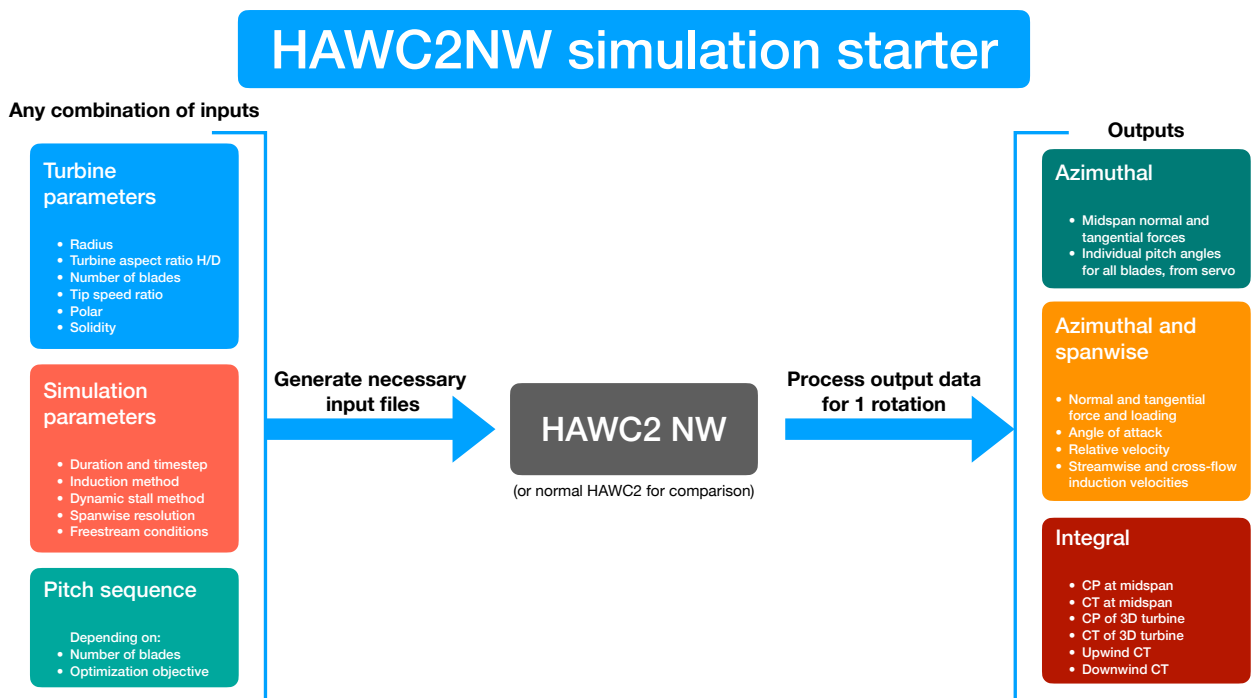 HAWC2NW simulation starter
Any combination of inputs
Turbine
parameters
• Radius
• Turbine aspect ratio H/D
• Number of blades
• Tip speed ratio
• Polar
• Solidity
Simulation
parameters
• Duration and timestep
• Induction method
• Dynamic stall method
• Spanwise resolution
• Freestream conditions
Pitch sequence
Depending on:
• Number of blades
• Optimization objective
Generate necessary
input files
HAWC2 NW
(or normal HAWC2 for comparison)
Process output data
for 1 rotation
Outputs
Azimuthal
• Midspan normal and
tangential forces
• Individual pitch angles
for all blades, from servo
Azimuthal and
spanwise
• Normal and tangential
force and loading
• Angle of attack
• Relative velocity
• Streamwise and cross-flow
induction velocities
Integral
• CP at midspan
• CT at midspan
• CP of 3D turbine
• CT of 3D turbine
• Upwind CT
• Downwind CT